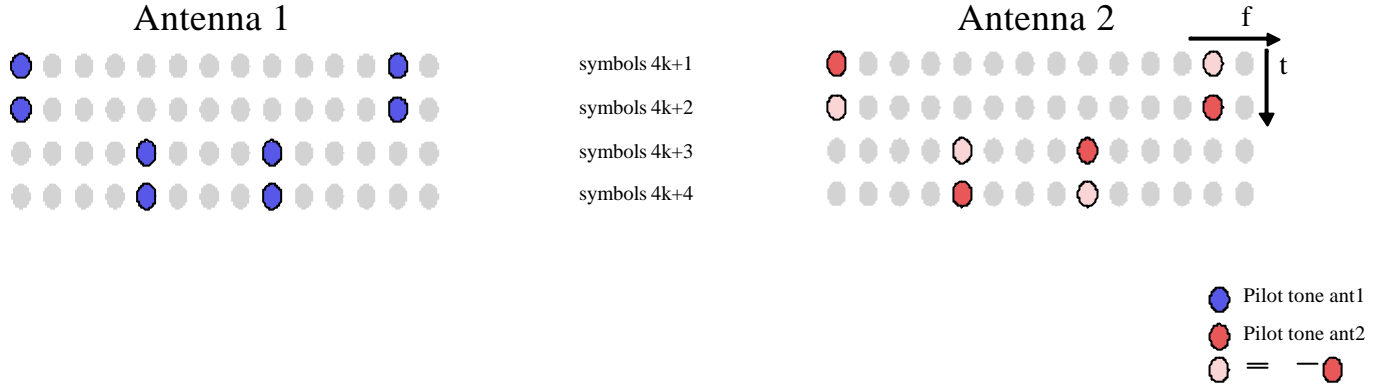 Antenna 1
Antenna 2
f
t
symbols 4k+1
symbols 4k+2
symbols 4k+3
symbols 4k+4
Pilot tone ant1
Pilot tone ant2
= −